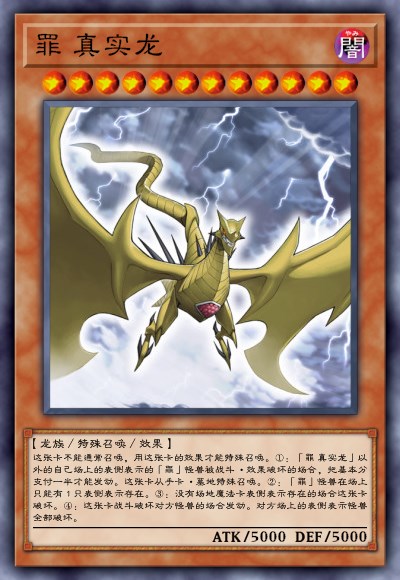 罪 真实龙
やみ
闇
【龙族／特殊召唤／效果】
这张卡不能通常召唤，用这张卡的效果才能特殊召唤。①：「罪 真实龙」以
外的自己场上的表侧表示的「罪」怪兽被战斗·效果破坏的场合，把基本分
支付一半才能发动。这张卡从手卡·墓地特殊召唤。②：「罪」怪兽在场上
只能有1只表侧表示存在。③：没有场地魔法卡表侧表示存在的场合这张卡
破坏。④：这张卡战斗破坏对方怪兽的场合发动。对方场上的表侧表示怪兽
全部破坏。
ATK/5000 DEF/5000